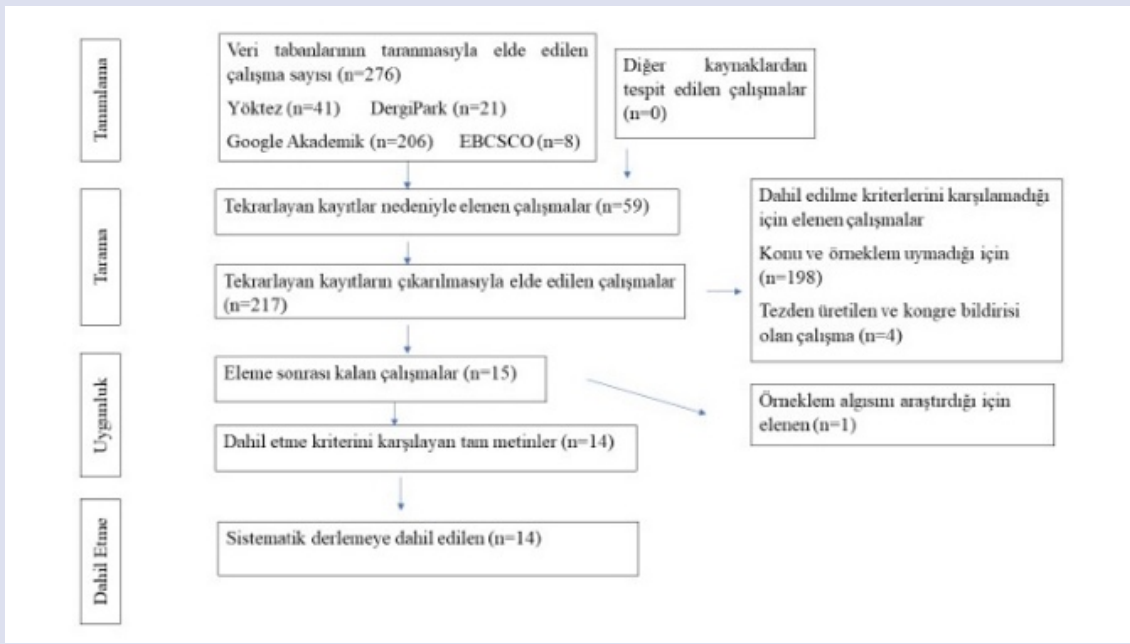 Tanımlama
Veri tabanlarının taranmasıyla elde edilen
çalışma sayısı (n=276)
Yöktez (n=41) DergiPark (n=21)
Google Akademik (n=206) EBCSCO (n=8)
Diğer kaynaklardan
tespit edilen çalışmalar
(n=0)
Tarama
Tekrarlayan kayıtlar nedeniyle elenen çalışmalar (n=59)
Tekrarlayan kayıtların çıkarılmasıyla elde edilen çalışmalar
(n=217)
Dahil edilme kriterlerini karşılamadığı
için elenen çalışmalar
Konu ve örneklem uymadığı için
(n=198)
Tezden üretilen ve kongre bildirisi
olan çalışma (n=4)
Uygunluk
Eleme sonrası kalan çalışmalar (n=15)
Örneklem algısını araştırdığı için
elenen (n=1)
Dahil etme kriterini karşılayan tam metinler (n=14)
Dahil Etme
Sistematik derlemeye dahil edilen (n=14)